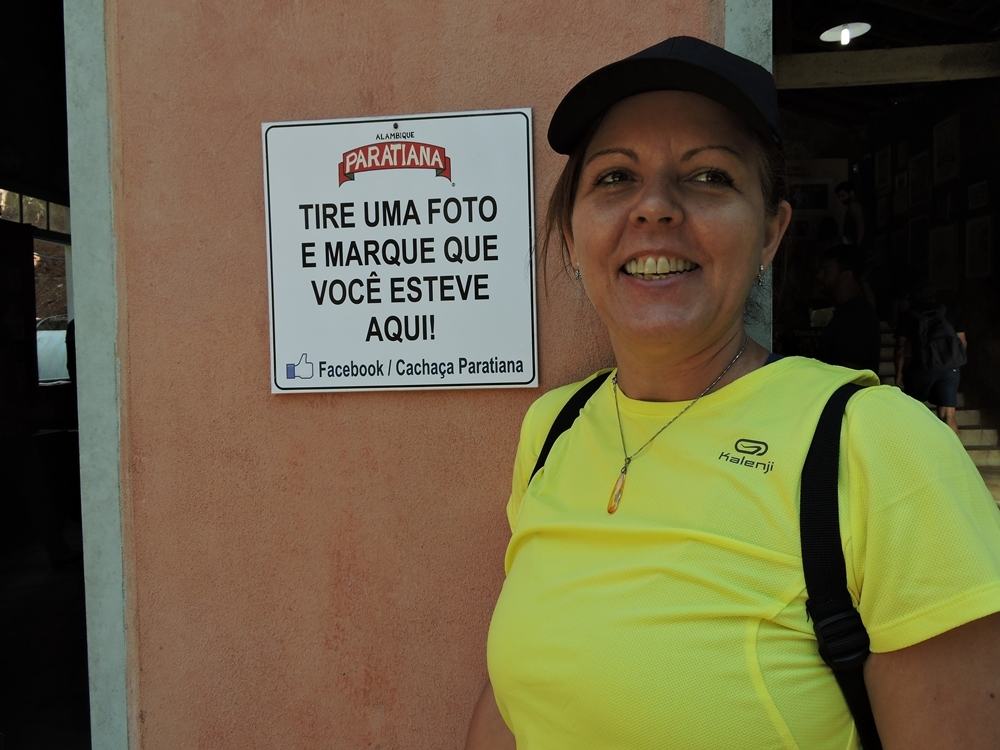 ALAMBIQUE
PARATIANA
TIRE UMA FOTO
E MARQUE QUE
VOCÊ ESTEVE
AQUI!
Facebook / Cachaça Paratiana
Kalenji